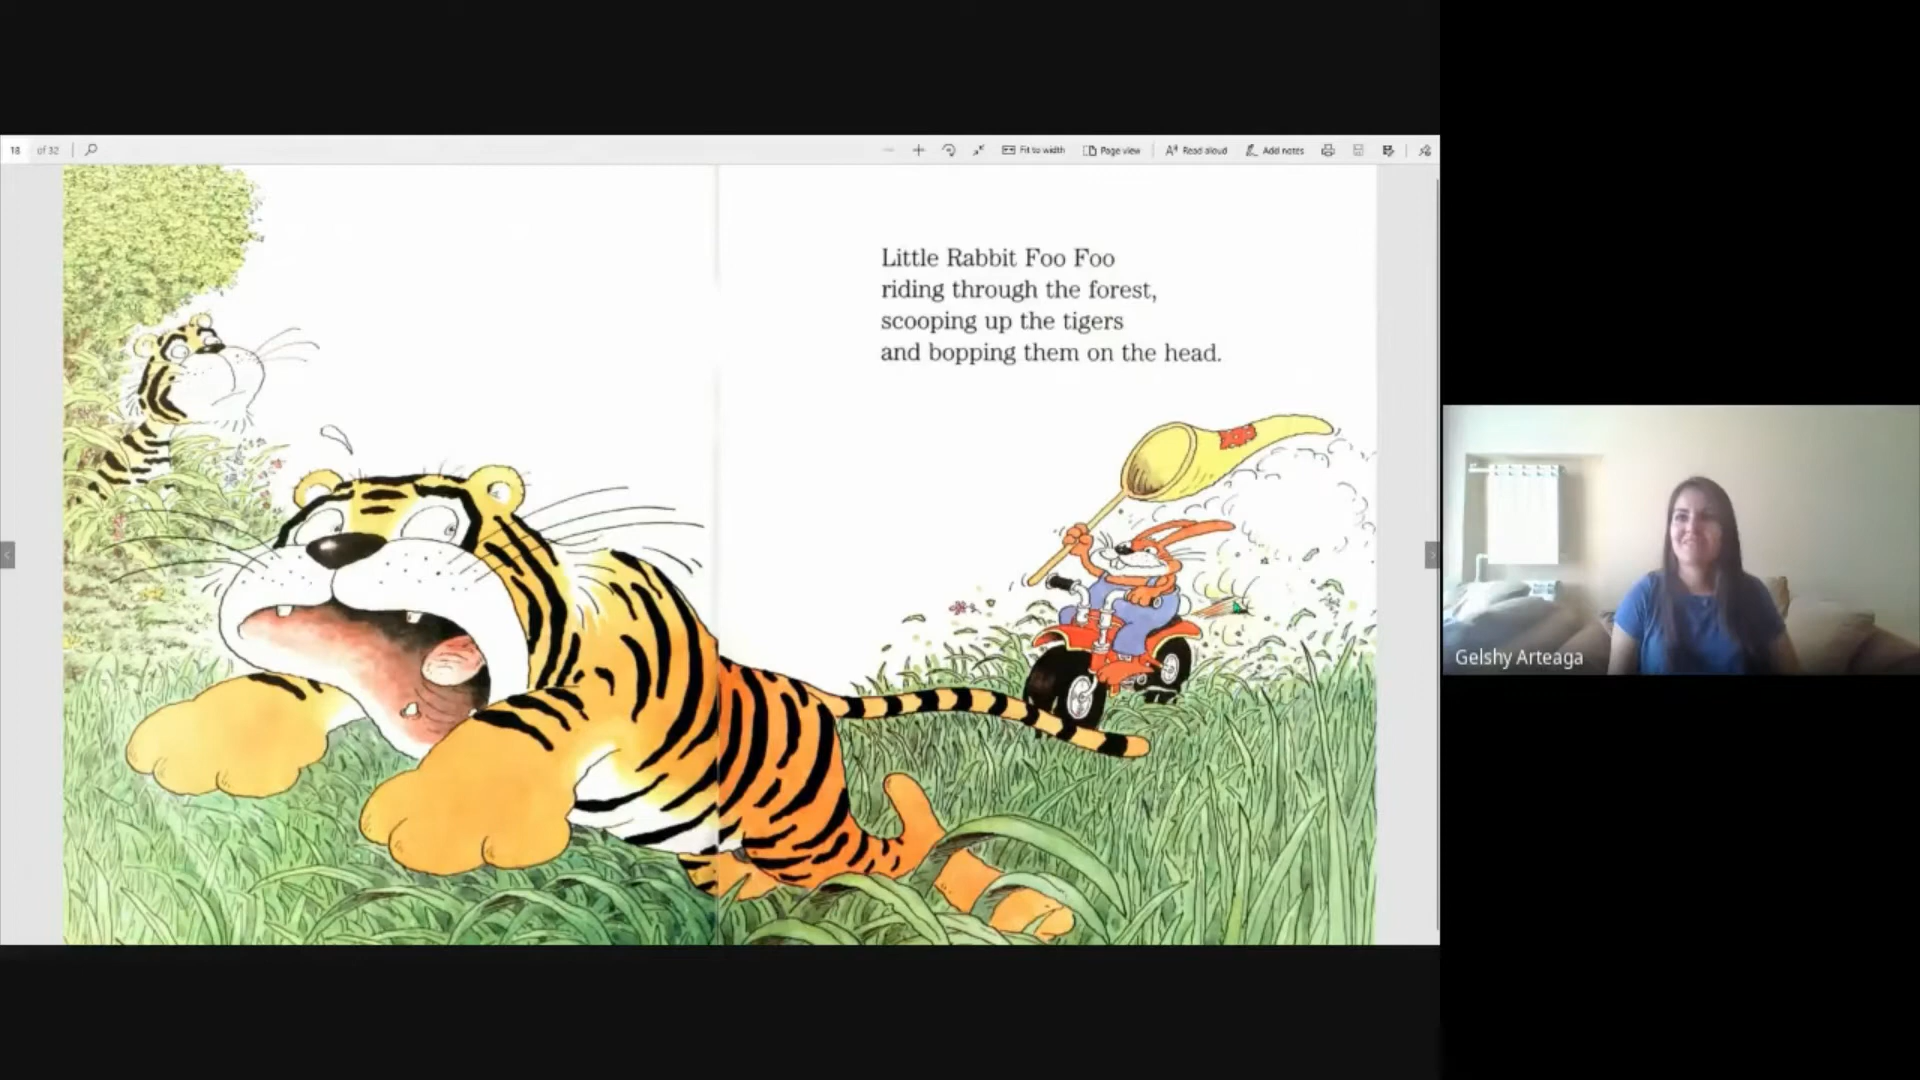 18 of 32 Fit to width Page view Read aloud Add notes
Little Rabbit Foo Foo
riding through the forest,
scooping up the tigers
and bopping them on the head.
Gelshy Arteaga